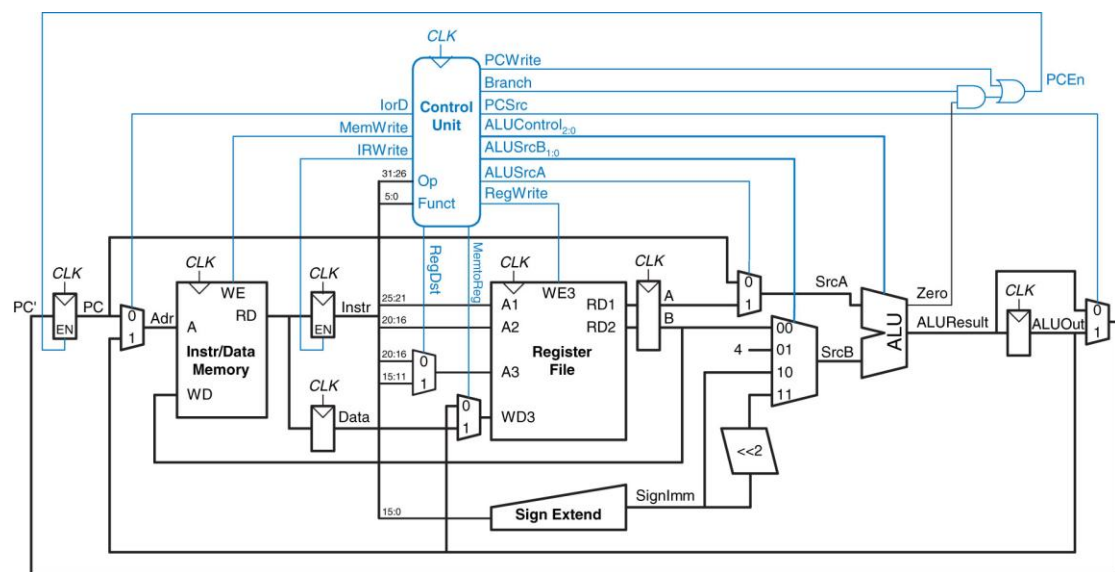 CLK
PCWrite
Branch
PCEn
IorD
Control
Unit
PCSrc
MemWrite
ALUControl2:0
IRWrite
ALUSrcB1:0
31:26
Op
ALUSrcA
5:0
Funct
RegWrite
RegDst
MemtoReg
CLK
CLK
CLK
CLK
CLK
PC'
PC
EN
0
1
Adr
WE
A
RD
Instr/Data
Memory
WD
EN
Instr
CLK
Data
25:21
20:16
20:16
15:11
0
1
0
1
A1
A2
A3
WD3
WE3
RD1
RD2
Register
File
A
B
0
1
SrcA
00
4
01
10
11
SrcB
<<2
ALU
Zero
ALUResult
CLK
ALUOut
0
1
15:0
Sign Extend
SignImm